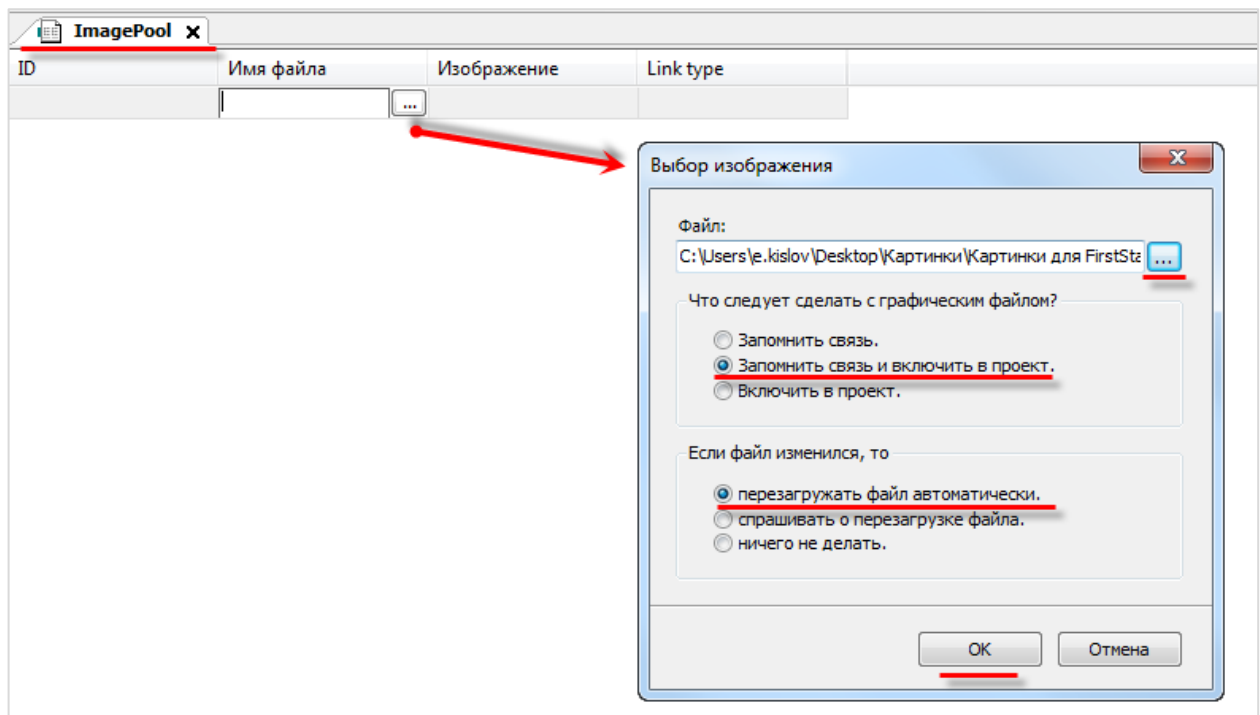 ImagePool x
ID Имя файла Изображение Link type
...
Выбор изображения
Файл:
C:\Users\e.kislov\Desktop\Картинки\Картинки для FirstSta ...
Что следует сделать с графическим файлом?
Запомнить связь.
Запомнить связь и включить в проект.
Включить в проект.
Если файл изменился, то
перезагружать файл автоматически.
спрашивать о перезагрузке файла.
ничего не делать.
OK Отмена